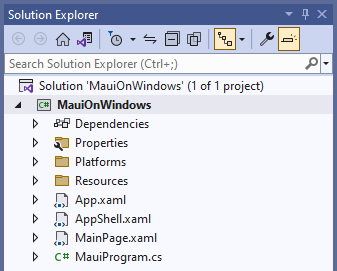 Solution Explorer
Search Solution Explorer (Ctrl+;)
Solution 'MauiOnWindows' (1 of 1 project)
C# MauiOnWindows
Dependencies
Properties
Platforms
Resources
App.xaml
AppShell.xaml
MainPage.xaml
C# MauiProgram.cs